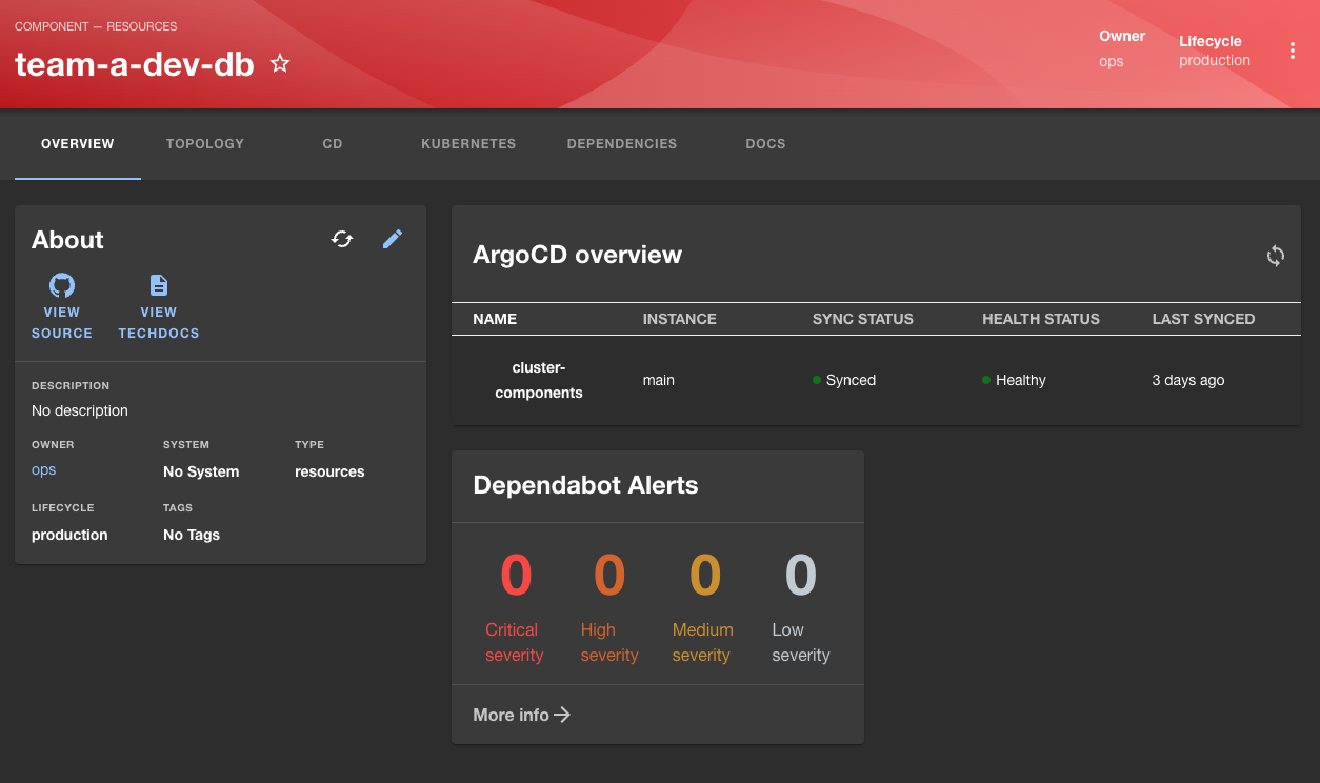 COMPONENT — RESOURCES
team-a-dev-db
Owner
ops
Lifecycle
production
OVERVIEW
TOPOLOGY
CD
KUBERNETES
DEPENDENCIES
DOCS
About
VIEW
SOURCE
VIEW
TECHDOCS
DESCRIPTION
No description
OWNER
SYSTEM
TYPE
ops
No System
resources
LIFECYCLE
TAGS
production
No Tags
ArgoCD overview
NAME
INSTANCE
SYNC STATUS
HEALTH STATUS
LAST SYNCED
cluster-
components
main
Synced
Healthy
3 days ago
Dependabot Alerts
0
0
0
0
Critical
severity
High
severity
Medium
severity
Low
severity
More info